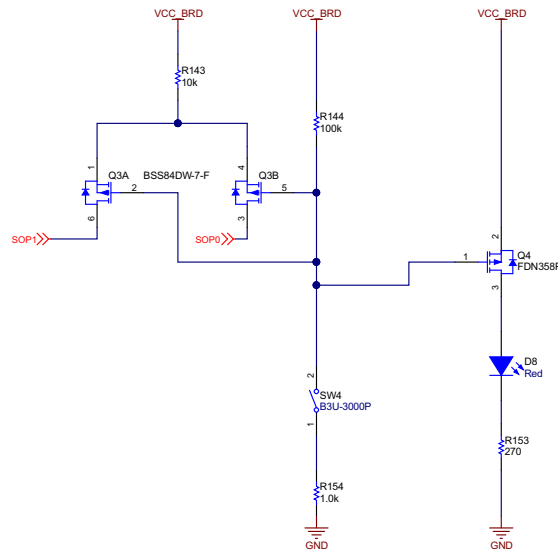 VCC_BRD
VCC_BRD
VCC_BRD
R143
10k
R144
100k
1
4
Q3A
BSS84DW-7-F
Q3B
2
5
6
3
SOP1
SOP0
2
1
Q4
FDN358P
3
D8
Red
2
SW4
B3U-3000P
1
R153
270
R154
1.0k
GND
GND